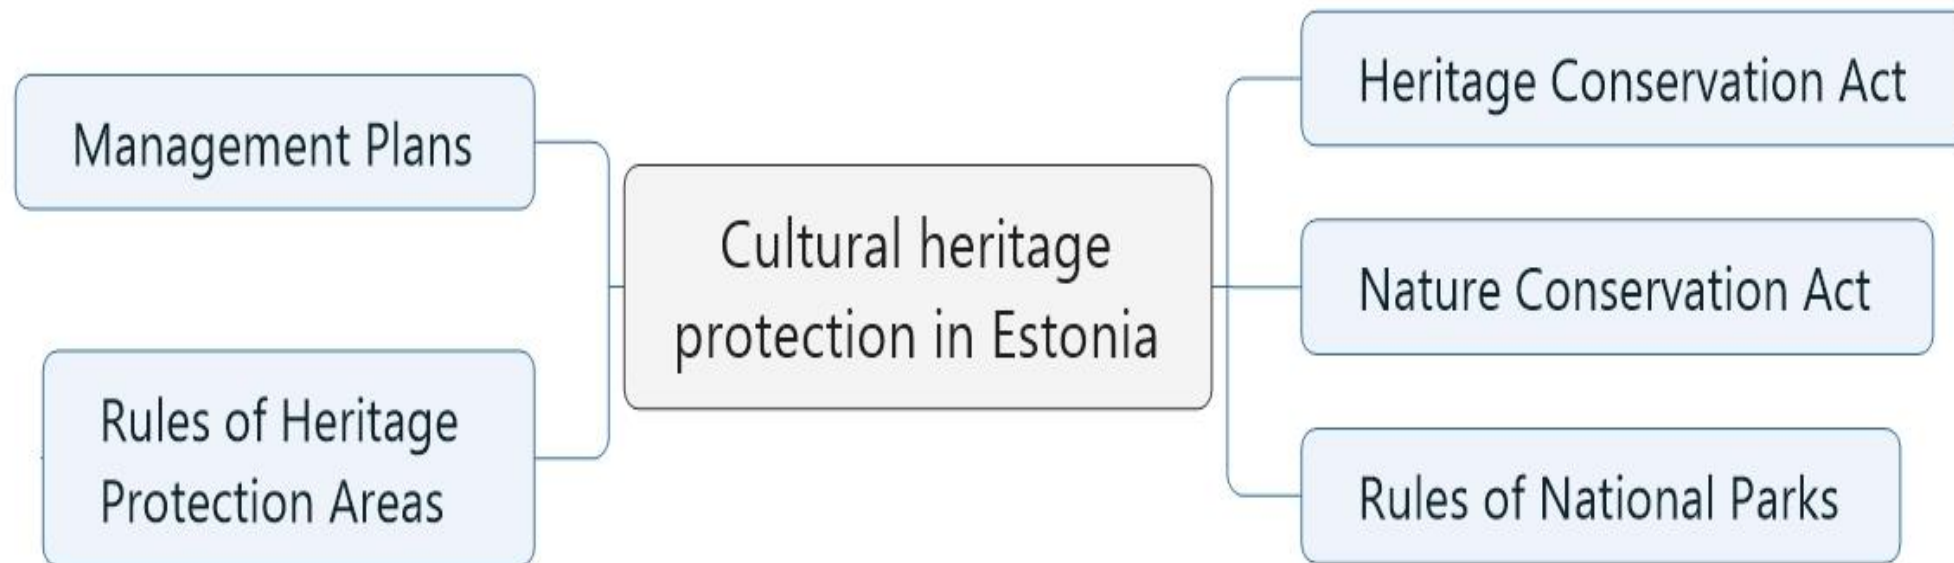 Management Plans
Rules of Heritage
Protection Areas
Cultural heritage
protection in Estonia
Heritage Conservation Act
Nature Conservation Act
Rules of National Parks